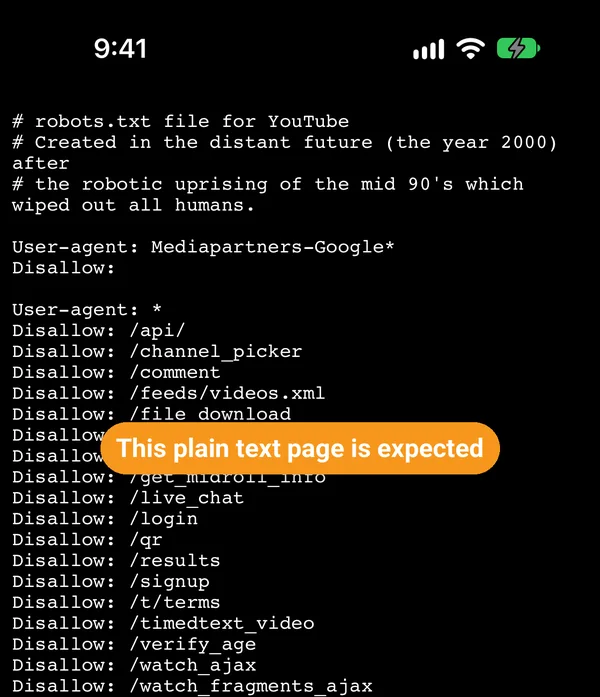 9:41
# robots.txt file for YouTube
# Created in the distant future (the year 2000)
after
# the robotic uprising of the mid 90's which
wiped out all humans.
User-agent: Mediapartners-Google*
Disallow:
User-agent: *
Disallow: /api/
Disallow: /channel_picker
Disallow: /comment
Disallow: /feeds/videos.xml
Disallow: /file_download
Disallow
This plain text page is expected
Disallow
Disallow: /get_midroll_info
Disallow: /live_chat
Disallow: /login
Disallow: /qr
Disallow: /results
Disallow: /signup
Disallow: /t/terms
Disallow: /timedtext_video
Disallow: /verify_age
Disallow: /watch_ajax
Disallow: /watch_fragments_ajax